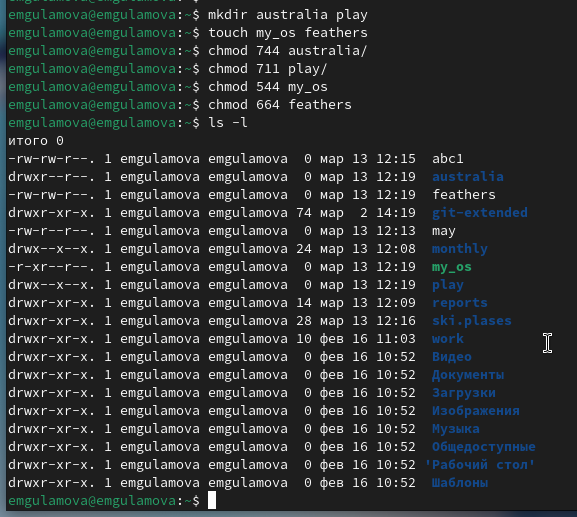 emgulamova@emgulamova:~$ mkdir australia play
emgulamova@emgulamova:~$ touch my_os feathers
emgulamova@emgulamova:~$ chmod 744 australia/
emgulamova@emgulamova:~$ chmod 711 play/
emgulamova@emgulamova:~$ chmod 544 my_os
emgulamova@emgulamova:~$ chmod 664 feathers
emgulamova@emgulamova:~$ ls -l
итого 0
-rw-rw-r--. 1 emgulamova emgulamova  0 мар 13 12:15  abc1
drwxr--r--. 1 emgulamova emgulamova  0 мар 13 12:19  australia
-rw-rw-r--. 1 emgulamova emgulamova  0 мар 13 12:19  feathers
drwxr-xr-x. 1 emgulamova emgulamova 74 мар  2 14:19  git-extended
-rw-r--r--. 1 emgulamova emgulamova  0 мар 13 12:13  may
drwx--x--x. 1 emgulamova emgulamova 24 мар 13 12:08  monthly
-r-xr--r--. 1 emgulamova emgulamova  0 мар 13 12:19  my_os
drwx--x--x. 1 emgulamova emgulamova  0 мар 13 12:19  play
drwxr-xr-x. 1 emgulamova emgulamova 14 мар 13 12:09  reports
drwxr-xr-x. 1 emgulamova emgulamova 28 мар 13 12:16  ski.plases
drwxr-xr-x. 1 emgulamova emgulamova 10 фев 16 11:03  work
drwxr-xr-x. 1 emgulamova emgulamova  0 фев 16 10:52  Видео
drwxr-xr-x. 1 emgulamova emgulamova  0 фев 16 10:52  Документы
drwxr-xr-x. 1 emgulamova emgulamova  0 фев 16 10:52  Загрузки
drwxr-xr-x. 1 emgulamova emgulamova  0 фев 16 10:52  Изображения
drwxr-xr-x. 1 emgulamova emgulamova  0 фев 16 10:52  Музыка
drwxr-xr-x. 1 emgulamova emgulamova  0 фев 16 10:52  Общедоступные
drwxr-xr-x. 1 emgulamova emgulamova  0 фев 16 10:52 'Рабочий стол'
drwxr-xr-x. 1 emgulamova emgulamova  0 фев 16 10:52  Шаблоны
emgulamova@emgulamova:~$